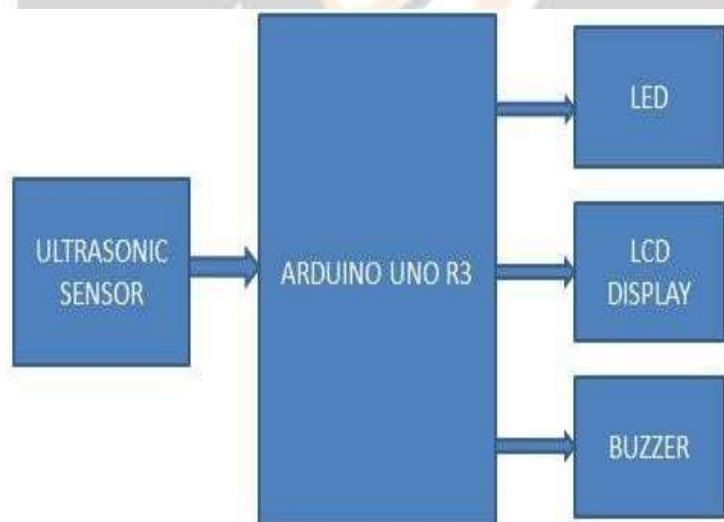 ULTRASONIC
SENSOR
ARDUINO UNO R3
LED
LCD
DISPLAY
BUZZER